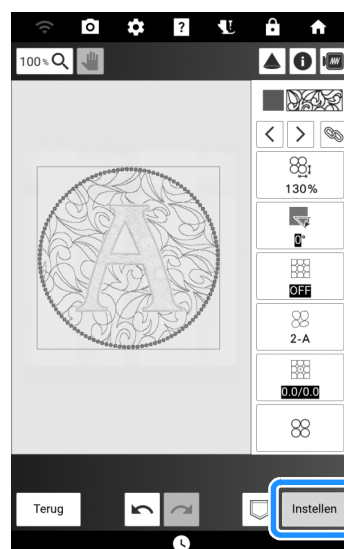 ?
100%
i
130%
0°
OFF
2-A
0.0/0.0
A
Terug
Instellen